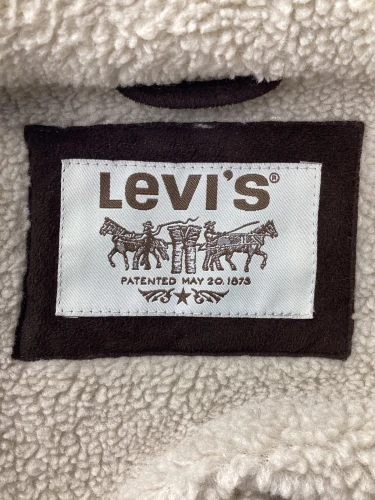 Levi's®
PATENTED MAY 20, 1873